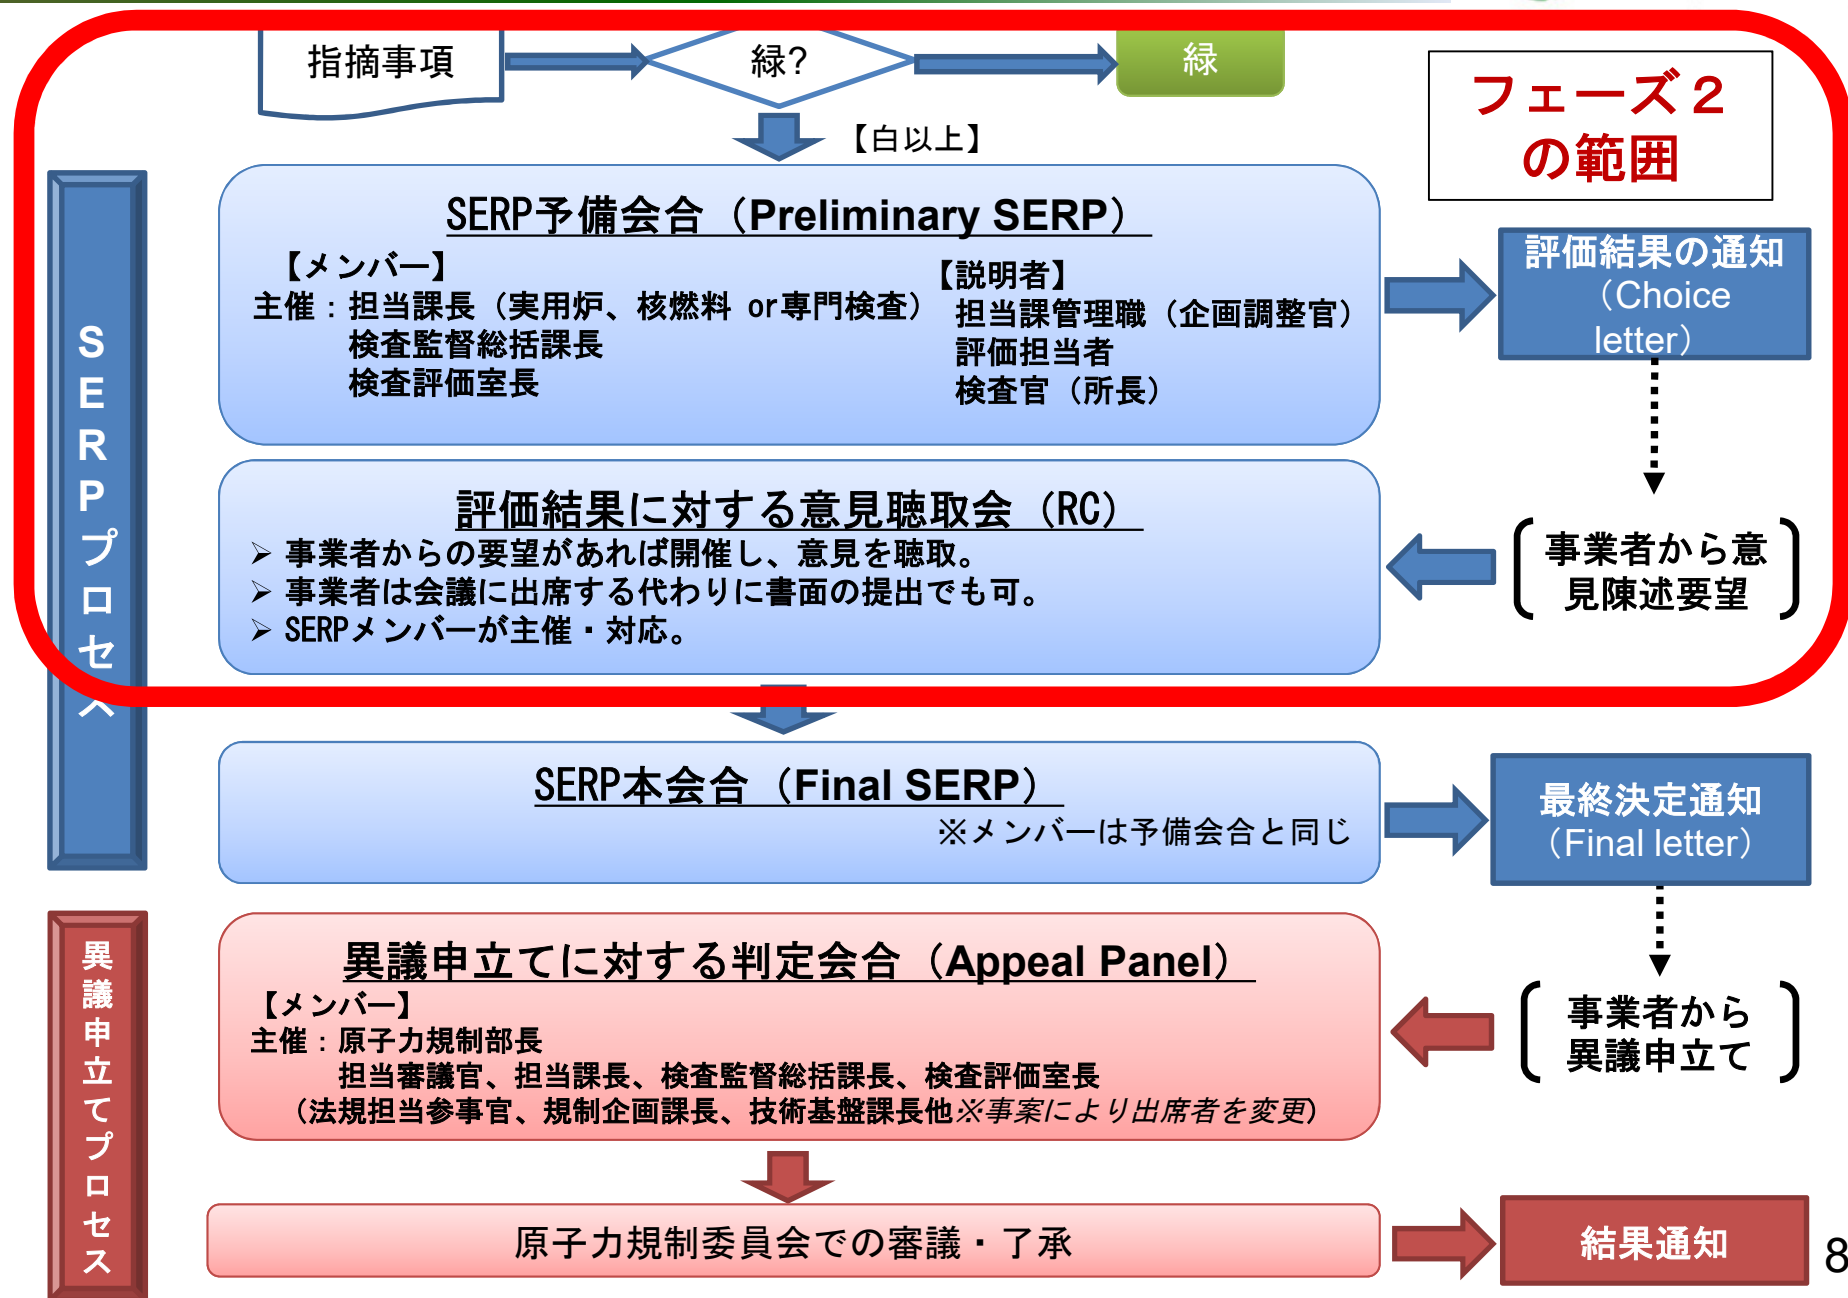 指摘事項
緑?
緑
フェーズ２
の範囲
【白以上】
SERPプロセス
SERP予備会合（Preliminary SERP）
【メンバー】
主催：担当課長（実用炉、核燃料 or専門検査）
検査監督総括課長
検査評価室長
【説明者】
担当課管理職（企画調整官）
評価担当者
検査官（所長）
評価結果の通知
（Choice
letter）
評価結果に対する意見聴取会（RC）
➢ 事業者からの要望があれば開催し、意見を聴取。
➢ 事業者は会議に出席する代わりに書面の提出でも可。
➢ SERPメンバーが主催・対応。
事業者から意
見陳述要望
SERP本会合（Final SERP）
※メンバーは予備会合と同じ
最終決定通知
（Final letter）
異議申立てプロセス
異議申立てに対する判定会合（Appeal Panel）
【メンバー】
主催：原子力規制部長
担当審議官、担当課長、検査監督総括課長、検査評価室長
（法規担当参事官、規制企画課長、技術基盤課長他※事案により出席者を変更）
事業者から
異議申立て
原子力規制委員会での審議・了承
結果通知
8